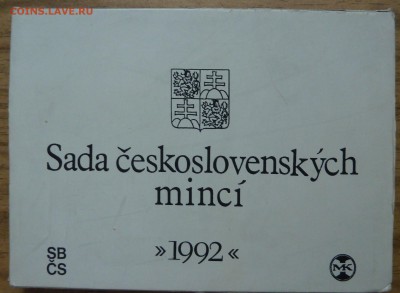 COINS.LAVE.RU
Sada československých
mincí
»1992«
SB
ČS
MK